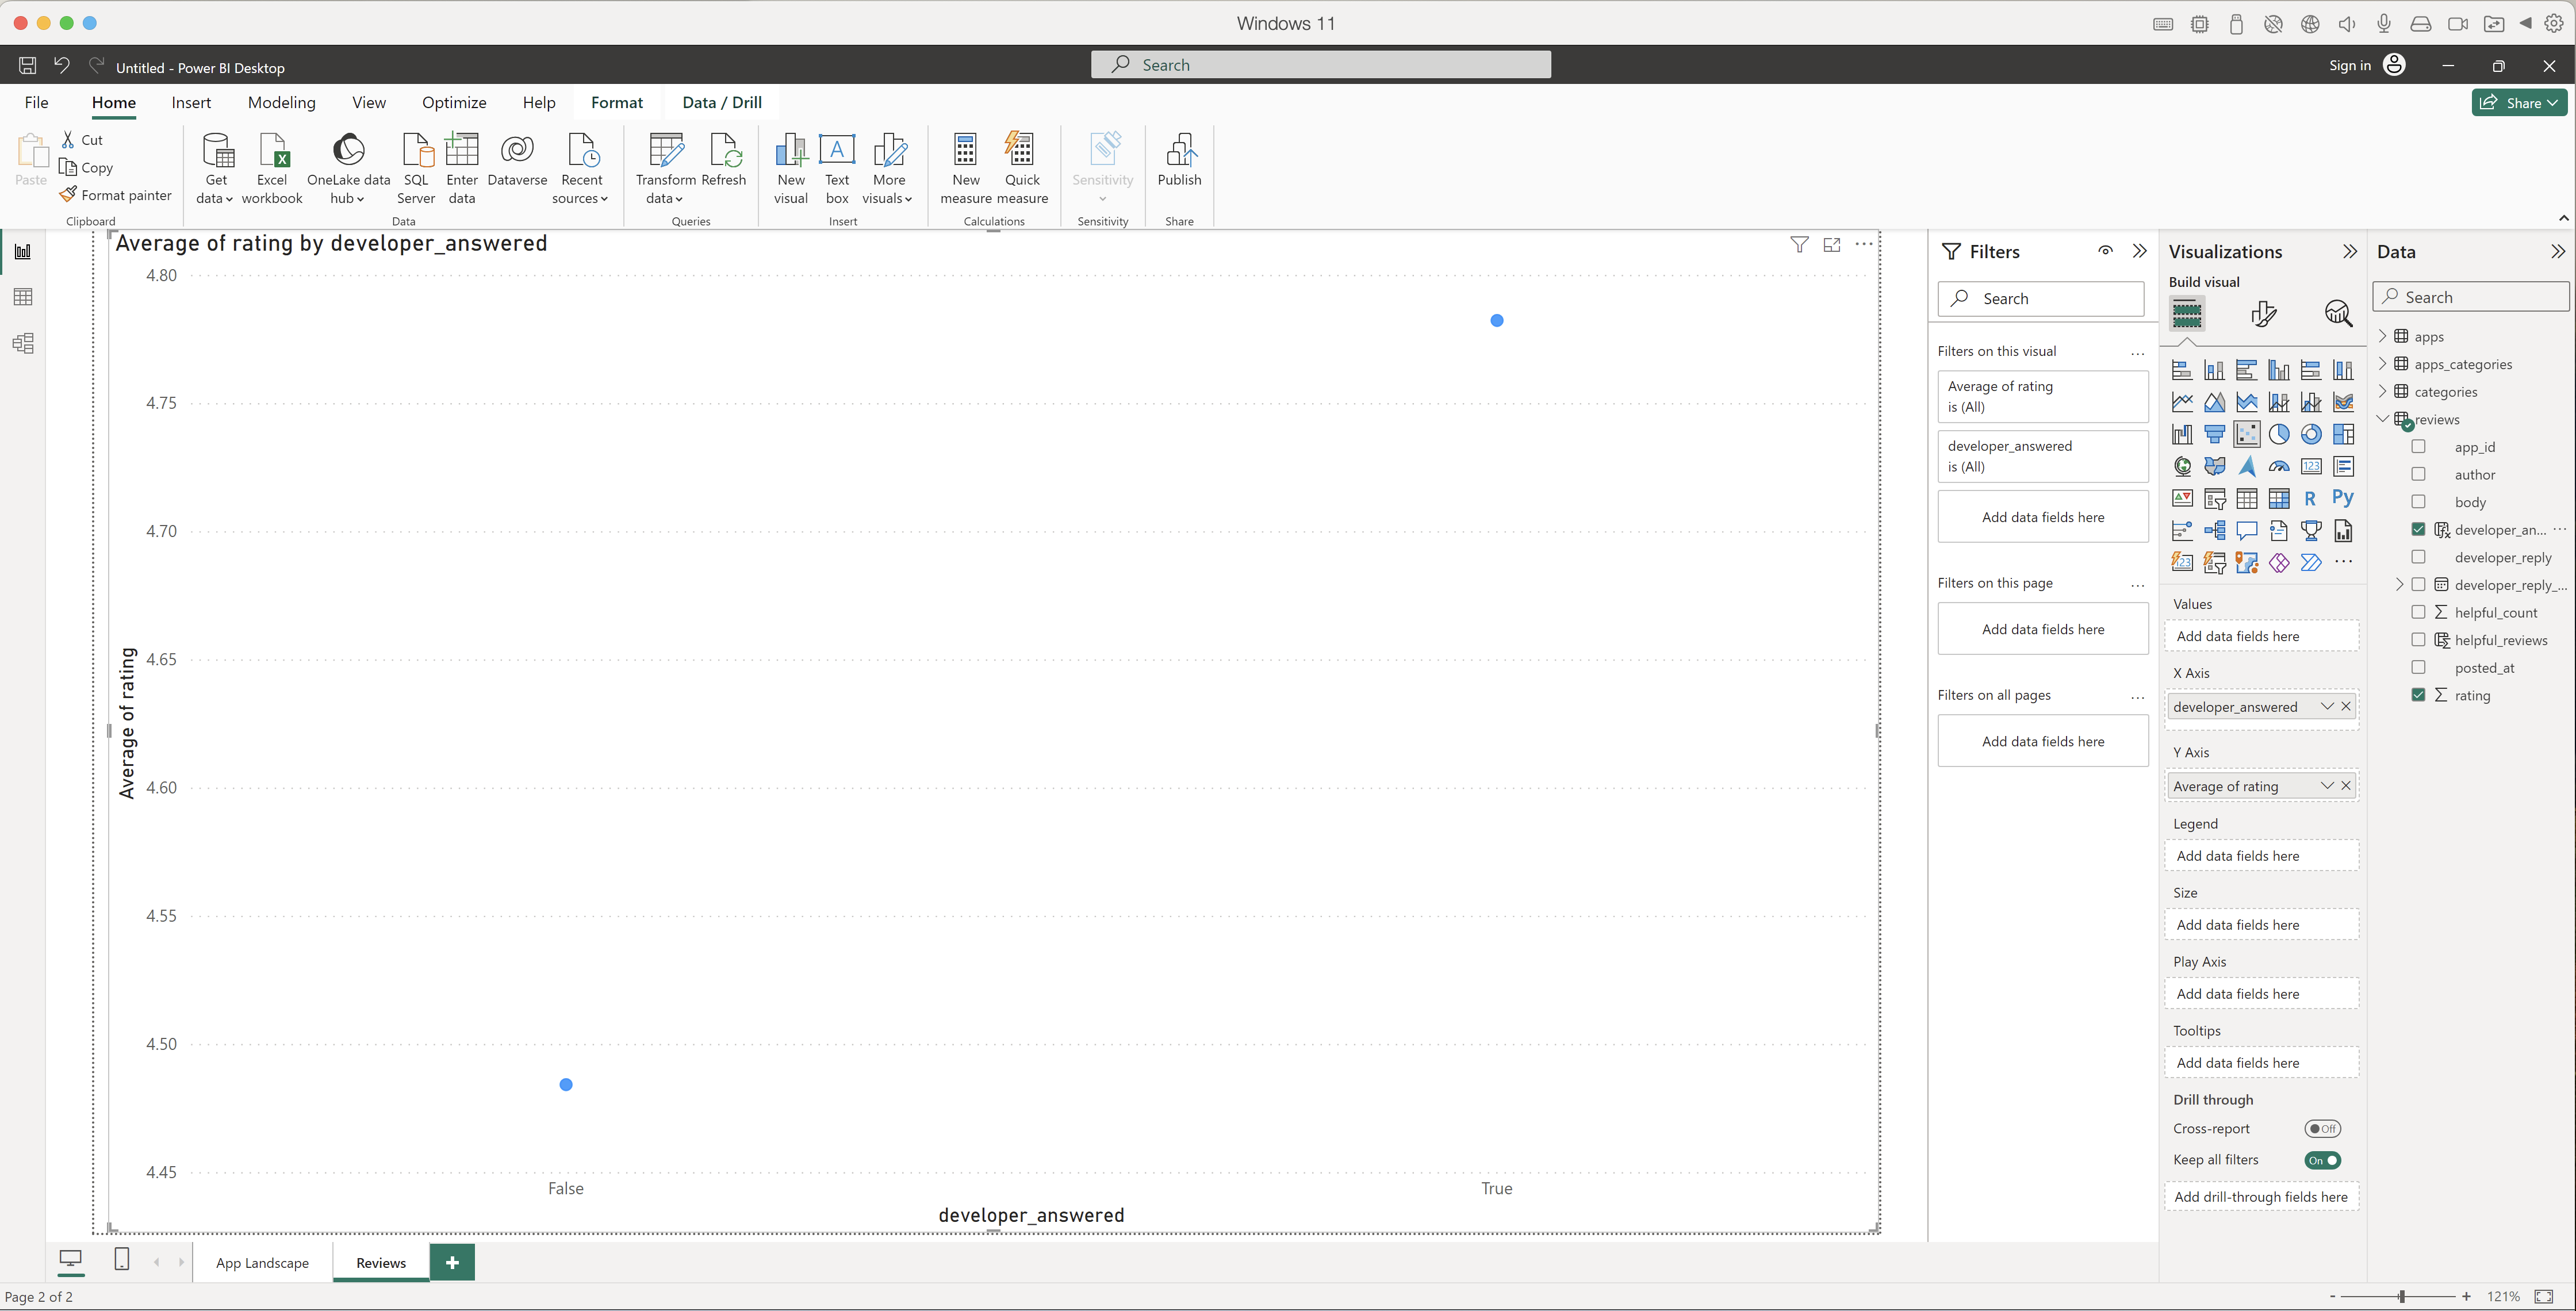 Windows 11
Untitled - Power BI Desktop
Search
Sign in
File
Home
Insert
Modeling
View
Optimize
Help
Format
Data / Drill
Share
Paste
Cut
Copy
Format painter
Clipboard
Get
data
Excel
workbook
OneLake data
hub
SQL
Server
Enter
data
Dataverse
Recent
sources
Data
Transform
data
Refresh
Queries
New
visual
A
Text
box
More
visuals
Insert
New
measure
Quick
measure
Calculations
Sensitivity
Sensitivity
Publish
Share
Average of rating by developer_answered
4.80
4.75
4.70
4.65
4.60
4.55
4.50
4.45
Average of rating
False
True
developer_answered
Filters
Search
Filters on this visual
Average of rating
is (All)
developer_answered
is (All)
Add data fields here
Filters on this page
Add data fields here
Filters on all pages
Add data fields here
Visualizations
Build visual
123
R
Py
123
Values
Add data fields here
X Axis
developer_answered
Y Axis
Average of rating
Legend
Add data fields here
Size
Add data fields here
Play Axis
Add data fields here
Tooltips
Add data fields here
Drill through
Cross-report
Off
Keep all filters
On
Add drill-through fields here
Data
Search
apps
apps_categories
categories
reviews
app_id
author
body
developer_an...
developer_reply
developer_reply_...
helpful_count
helpful_reviews
posted_at
rating
App Landscape
Reviews
Page 2 of 2
121%